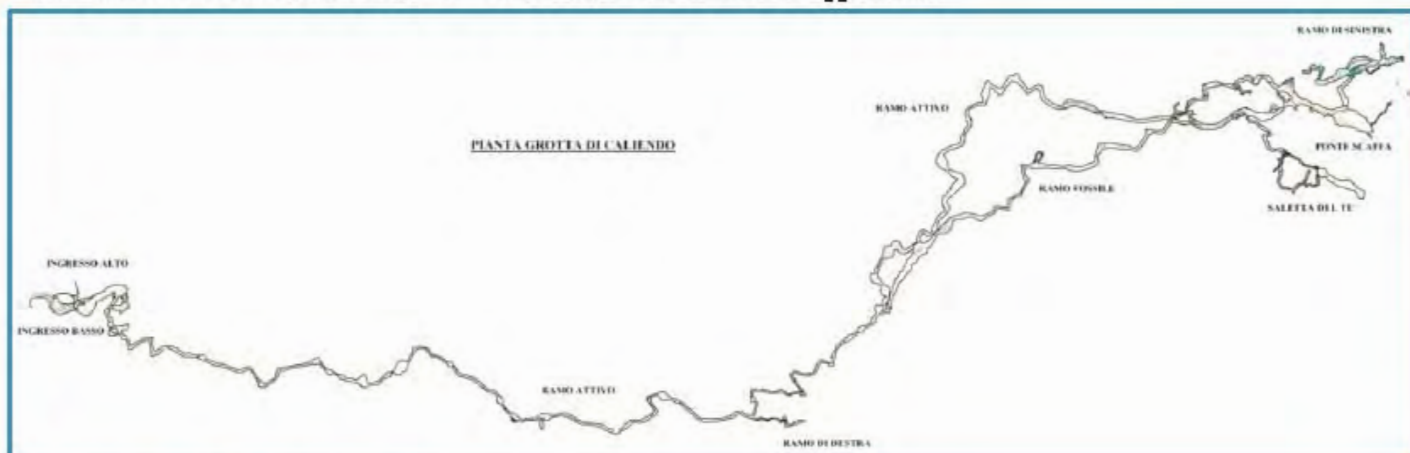 RAMO DI SINISTRA
RAMO ATTIVO
PIANTA GROTTA DI CALIENDO
PONTE SCAFFA
RAMO FOSSILE
SALETTA DEL TE'
INGRESSO ALTO
INGRESSO BASSO
RAMO ATTIVO
RAMO DI DESTRA